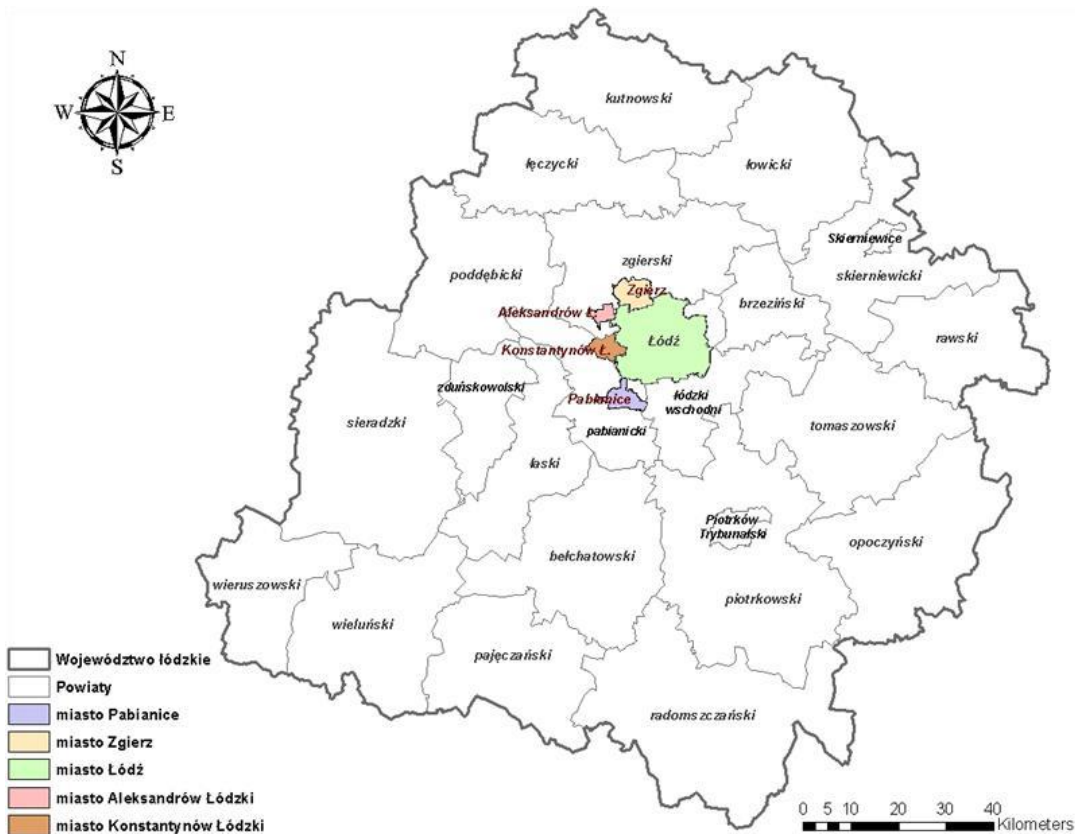 N
W
E
S
kutnowski
łęczycki
łowicki
Skierniewice
zgierski
skierniewicki
poddębicki
Zgierz
brzeziński
Aleksandrów Ł.
rawski
Łódź
Konstantynów Ł.
zduńskowolski
Pabianice
łódzki
wschodni
sieradzki
tomaszowski
pabianicki
łaski
Piotrków
Trybunalski
opoczyński
bełchatowski
wieruszowski
piotrkowski
wieluński
pajęczański
radomszczański
Województwo łódzkie
Powiaty
miasto Pabianice
miasto Zgierz
miasto Łódź
miasto Aleksandrów Łódzki
miasto Konstantynów Łódzki
0 5 10 20 30 40
Kilometers